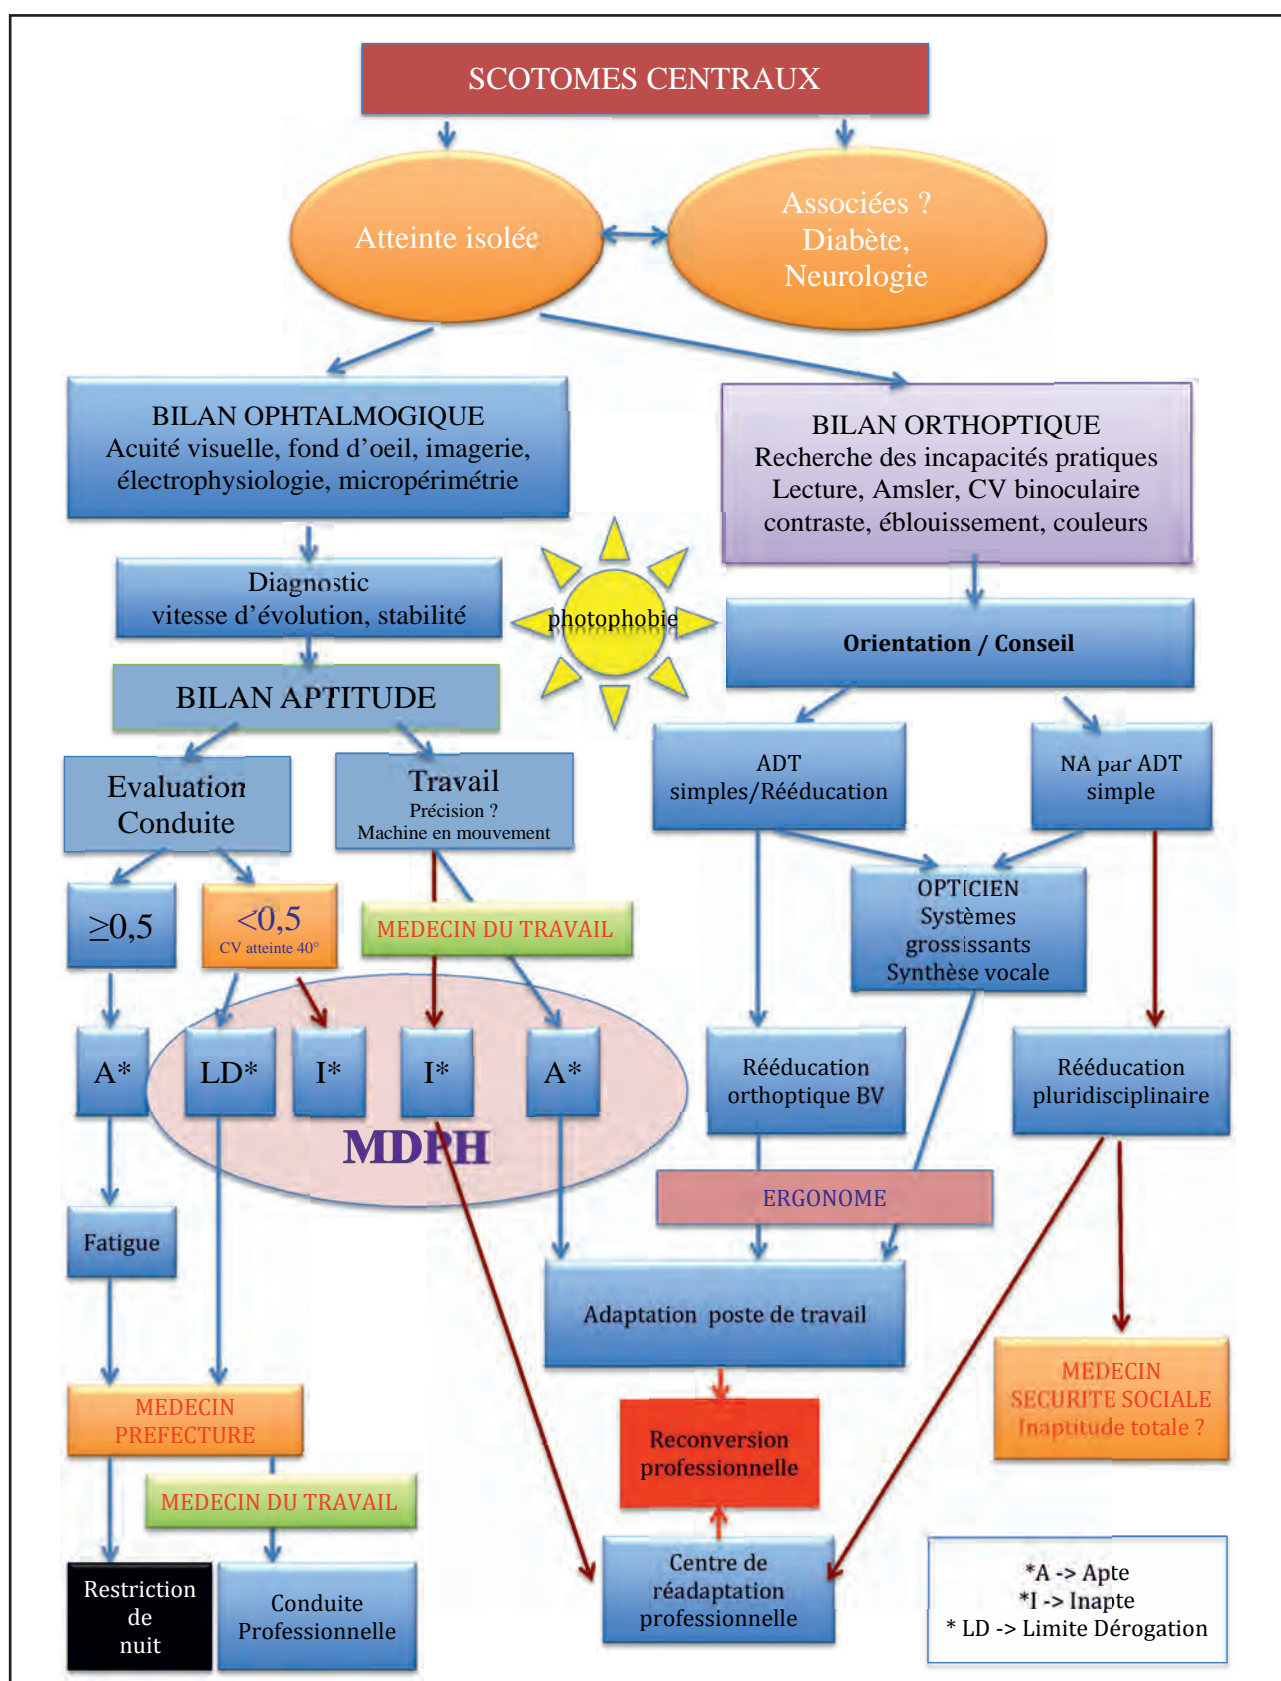 SCOTOMES CENTRAUX
Atteinte isolée
Associées ?
Diabète,
Neurologie
BILAN OPHTALMOGIQUE
Acuité visuelle, fond d'oeil, imagerie,
électrophysiologie, micropérimétrie
BILAN ORTHOPTIQUE
Recherche des incapacités pratiques
Lecture, Amsler, CV binoculaire
contraste, éblouissement, couleurs
Diagnostic
vitesse d'évolution, stabilité
photophobie
Orientation / Conseil
BILAN APTITUDE
Evaluation
Conduite
Travail
Précision ?
Machine en mouvement
ADT
simples/Rééducation
NA par ADT
simple
≥0,5
<0,5
CV atteinte 40°
MEDECIN DU TRAVAIL
OPTICIEN
Systèmes
grossissants
Synthèse vocale
A*
LD*
I*
I*
A*
MDPH
Rééducation
orthoptique BV
Rééducation
pluridisciplinaire
ERGONOME
Fatigue
Adaptation poste de travail
MEDECIN
SECURITE SOCIALE
Inaptitude totale ?
MEDECIN
PREFECTURE
Reconversion
professionnelle
MEDECIN DU TRAVAIL
Restriction
de
nuit
Conduite
Professionnelle
Centre de
réadaptation
professionnelle
*A -> Apte
*I -> Inapte
* LD -> Limite Dérogation